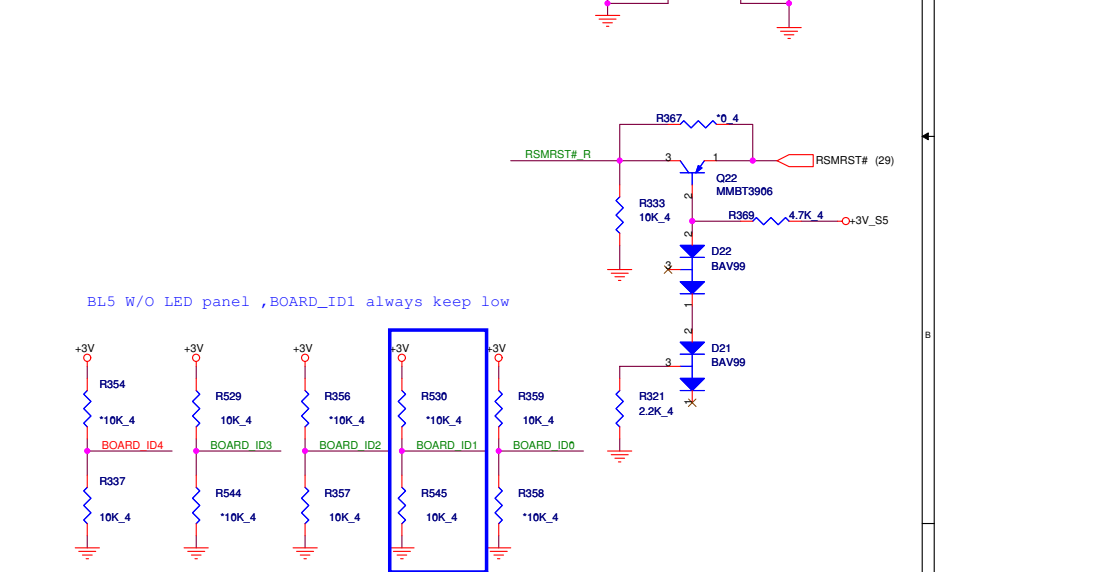 R367 *0_4
RSMRST#_R 3 1 RSMRST# (29)
Q22
MMBT3906
2
R333
10K_4
R369 4.7K_4 +3V_S5
2
D22
BAV99
3
1
BL5 W/O LED panel ,BOARD_ID1 always keep low
2
B
D21
BAV99
3
1
R321
2.2K_4
+3V +3V +3V +3V +3V
R354 R529 R356 R530 R359
*10K_4 10K_4 *10K_4 *10K_4 10K_4
BOARD_ID4 BOARD_ID3 BOARD_ID2 BOARD_ID1 BOARD_ID0
R337 R544 R357 R545 R358
10K_4 *10K_4 10K_4 10K_4 *10K_4